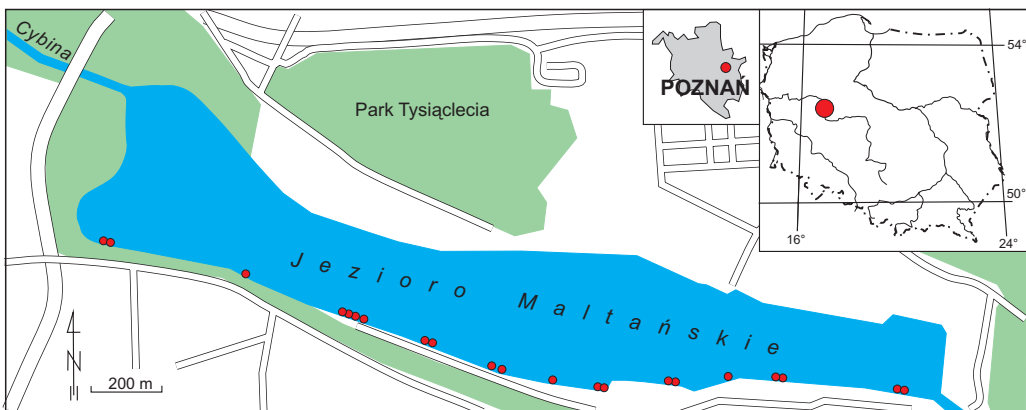 Cybina
Park Tysiąclecia
POZNAŃ
54°
50°
16°
24°
Jezioro Maltańskie
N
200 m